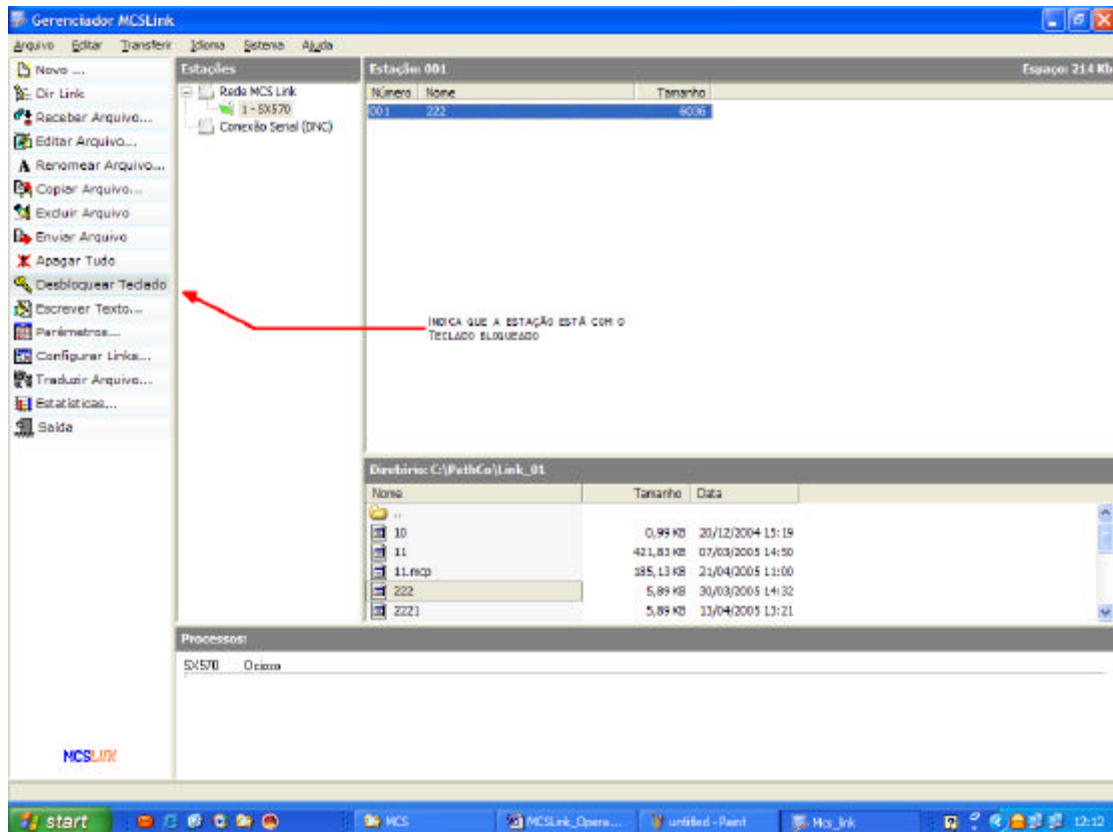 Gerenciador MCSLink
Arquivo Editar Transferir Idioma Sistema Ajuda
Novo ...
Dir Link
Receber Arquivo...
Editar Arquivo...
Renomear Arquivo...
Copiar Arquivo...
Excluir Arquivo
Enviar Arquivo
Apagar Tudo
Desbloquear Teclado
Escrever Texto...
Parâmetros...
Configurar Links...
Traduzir Arquivo...
Estatísticas...
Saída
MCSLINK
Estações
Rede MCS Link
1 - SX570
Conexão Serial (DNC)
Estação: 001 Espaço: 214 Kb
Número Nome Tamanho
001 222 6036
INDICA QUE A ESTAÇÃO ESTÁ COM O
TECLADO BLOQUEADO
Diretório: C:\PathCo\Link_01
Nome Tamanho Data
..
10 0,99 KB 20/12/2004 15:19
11 421,83 KB 07/03/2005 14:50
11.mcp 185,13 KB 21/04/2005 11:00
222 5,89 KB 30/03/2005 14:32
2221 5,89 KB 13/04/2005 13:21
Processos:
SX570 Ocioso
start MCS MCSLink_Opera... untitled - Paint Mcs_link 12:12